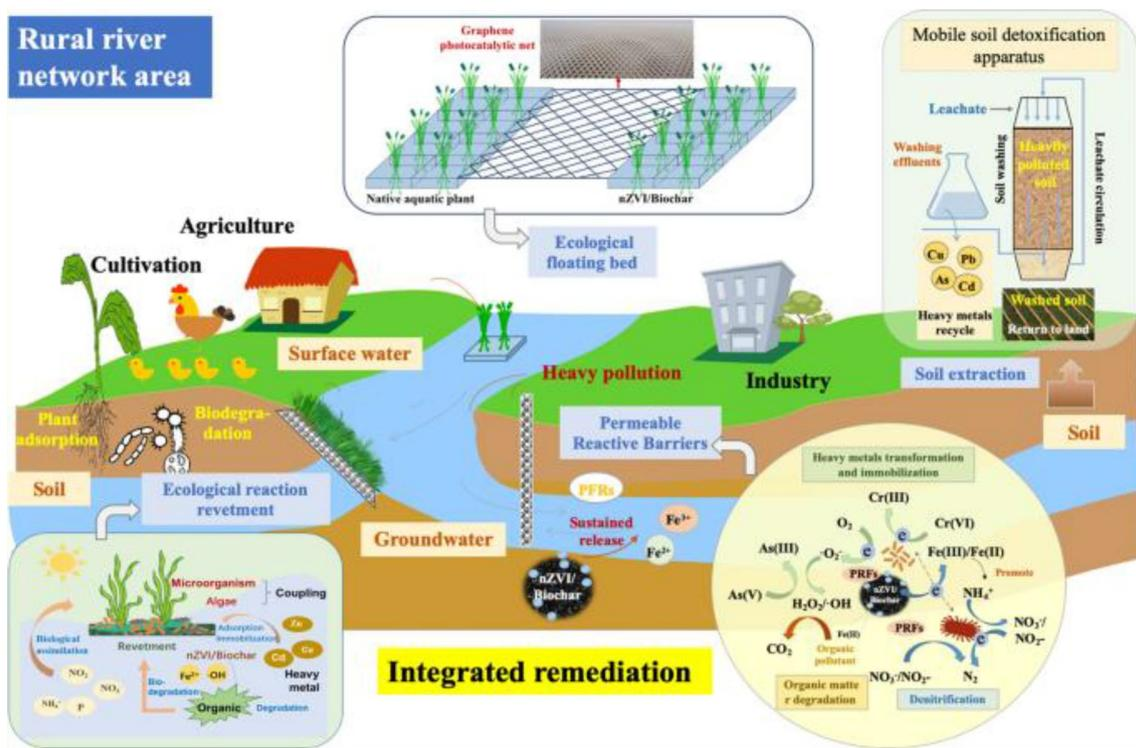 Rural river
network area
Graphene
photocatalytic net
Native aquatic plant
nZVI/Biochar
Ecological
floating bed
Mobile soil detoxification
apparatus
Leachate
Washing
effluents
Soil washing
Heavily
polluted
soil
Leachate circulation
Cu
Pb
As
Cd
Heavy metals
recycle
Washed soil
Return to land
Soil extraction
Soil
Agriculture
Cultivation
Surface water
Heavy pollution
Industry
Plant
adsorption
Biodegra-
dation
Soil
Ecological reaction
revetment
Permeable
Reactive Barriers
PFRs
Sustained
release
Fe³⁺
Fe²⁺
Groundwater
nZVI/
Biochar
Integrated remediation
Microorganism
Algae
Coupling
Revetment
Adsorption
Immobilization
Zn
Cu
Cd
Heavy
metal
Biological
assimilation
NO₂
NO₃
NH₄⁺
P
nZVI/Biochar
Fe²⁺
·OH
Bio-
degradation
Organic
Degradation
Heavy metals transformation
and immobilization
Cr(III)
Cr(VI)
O₂
·O₂⁻
e
e
As(III)
As(V)
PRFs
nZVI/
Biochar
e
Fe(III)/Fe(II)
Promote
NH₄⁺
H₂O₂/·OH
Fe(II)
Organic
pollutant
CO₂
PRFs
e
NO₃⁻/
NO₂-
NO₃⁻/NO₂-
N₂
Organic matte
r degradation
Denitrification